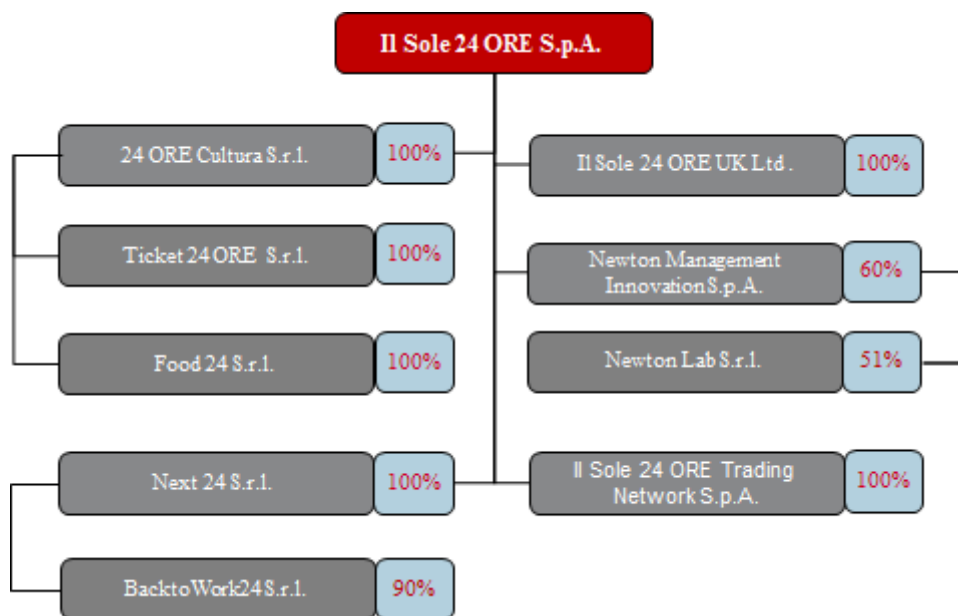 Il Sole 24 ORE S.p.A.
24 ORE Cultura S.r.l.
100%
Ticket 24 ORE S.r.l.
100%
Food 24 S.r.l.
100%
Next 24 S.r.l.
100%
BacktoWork24 S.r.l.
90%
Il Sole 24 ORE UK Ltd .
100%
Newton Management
Innovation S.p.A.
60%
Newton Lab S.r.l.
51%
Il Sole 24 ORE Trading
Network S.p.A.
100%